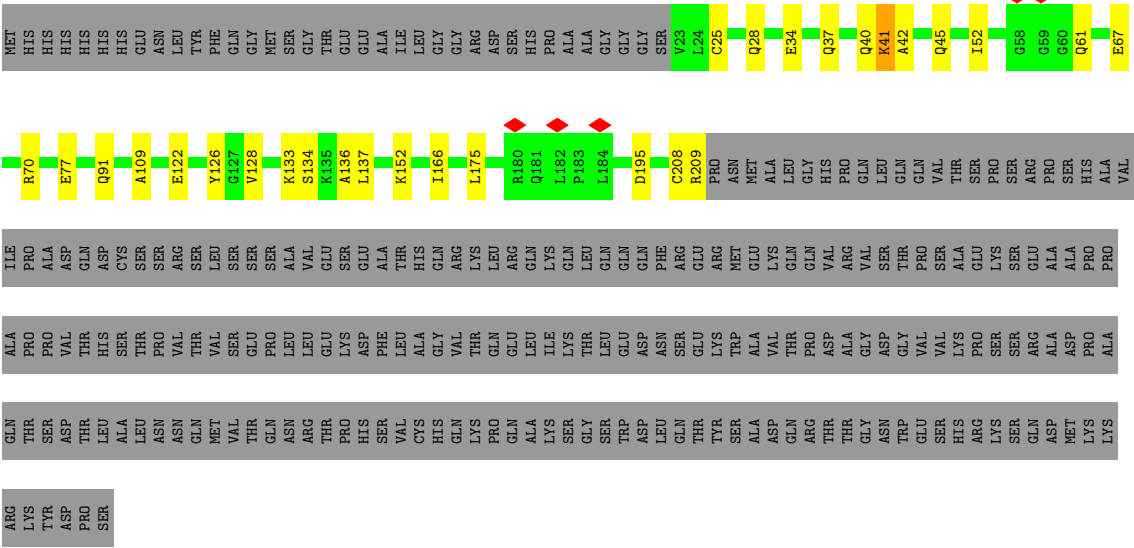 MET HIS HIS HIS HIS HIS HIS GLU ASN LEU TYR PHE GLN GLY MET SER GLY THR GLU GLU ALA ILE LEU GLY GLY ARG ASP SER HIS PRO ALA ALA GLY GLY GLY SER V23 L24 C25 Q28 E34 Q37 Q40 K41 A42 Q45 I52 G58 G59 G60 Q61 E67
R70 E77 Q91 A109 E122 Y126 G127 V128 K133 S134 K135 A136 L137 K152 I166 L175 R180 Q181 L182 P183 L184 D195 C208 R209 PRO ASN MET ALA LEU GLY HIS PRO GLN LEU GLN GLN VAL THR SER PRO SER ARG PRO SER HIS ALA VAL
ILE PRO ALA ASP GLN ASP CYS SER SER ARG SER LEU SER SER SER ALA VAL GLU SER GLU ALA THR HIS GLN ARG LYS LEU ARG GLN LYS GLN LEU GLN GLN GLN PHE ARG GLU ARG MET GLU LYS GLN GLN VAL ARG VAL SER THR PRO SER ALA GLU LYS SER GLU ALA ALA PRO PRO
ALA PRO PRO VAL THR HIS SER THR PRO VAL THR VAL SER GLU PRO LEU LEU GLU LYS ASP PHE LEU ALA GLY VAL THR GLN GLU LEU ILE LYS THR LEU GLU ASP ASN SER GLU LYS TRP ALA VAL THR PRO ASP ALA GLY ASP GLY VAL VAL LYS PRO SER SER ARG ALA ASP PRO ALA
GLN THR SER ASP THR LEU ALA LEU ASN ASN GLN MET VAL THR GLN ASN ARG THR PRO HIS SER VAL CYS HIS GLN LYS PRO GLN ALA LYS SER GLY SER TRP ASP LEU GLN THR TYR SER ALA ASP GLN ARG THR THR GLY ASN TRP GLU SER HIS ARG LYS SER GLN ASP MET LYS LYS
ARG LYS TYR ASP PRO SER